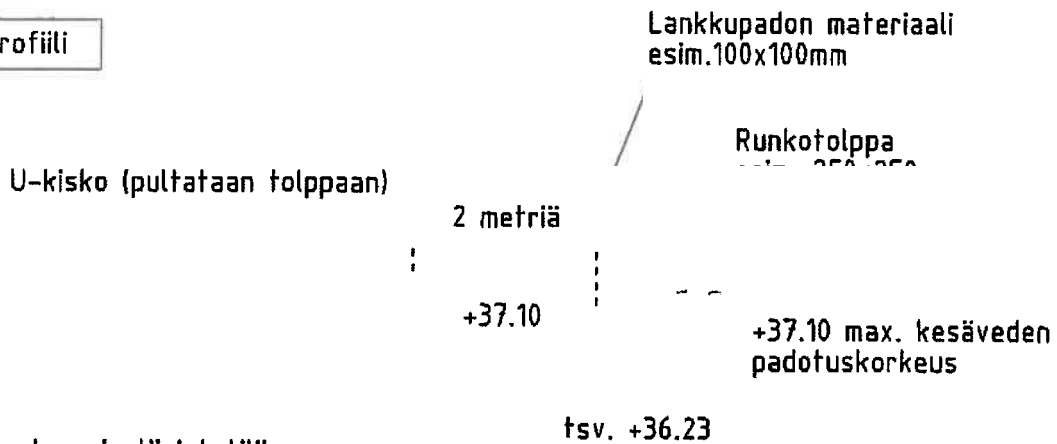 rofiili
Lankkupadon materiaali
esim.100x100mm
Runkotolppa
U-kisko (pultataan tolppaan)
2 metriä
+37.10
+37.10 max. kesäveden
padotuskorkeus
tsv. +36.23